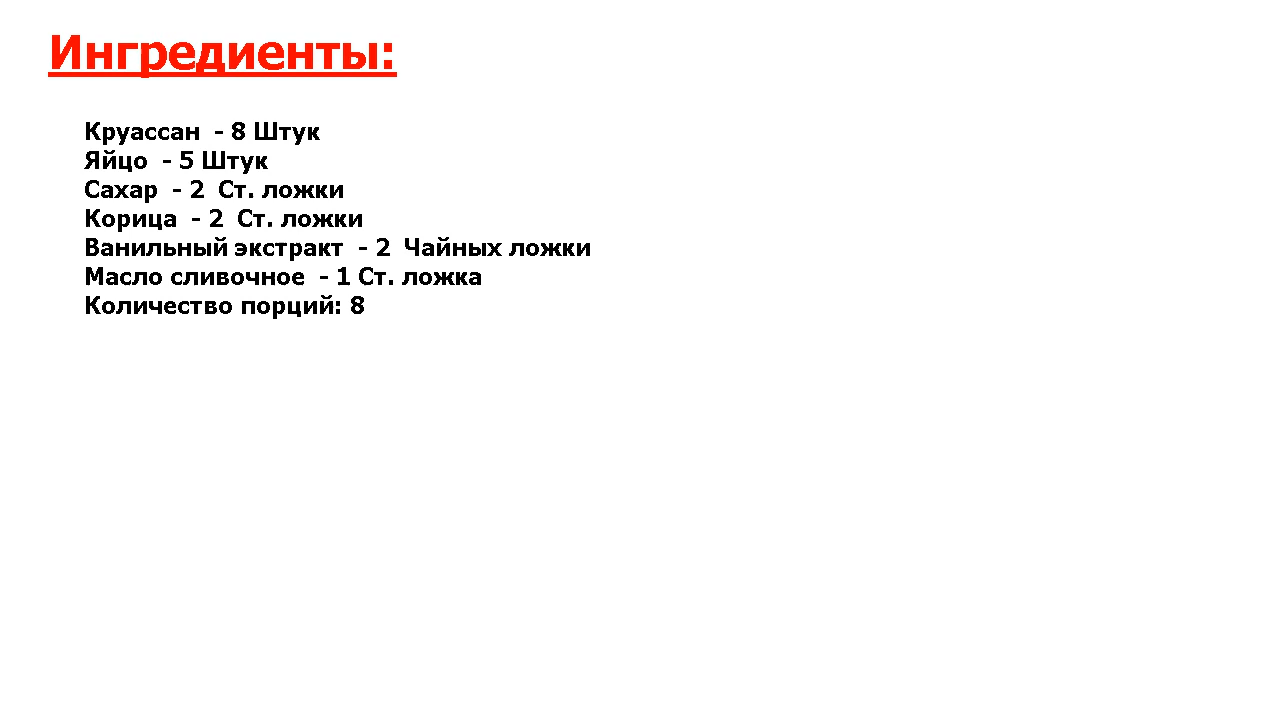 Ингредиенты:
Круассан - 8 Штук
Яйцо - 5 Штук
Сахар - 2 Ст. ложки
Корица - 2 Ст. ложки
Ванильный экстракт - 2 Чайных ложки
Масло сливочное - 1 Ст. ложка
Количество порций: 8